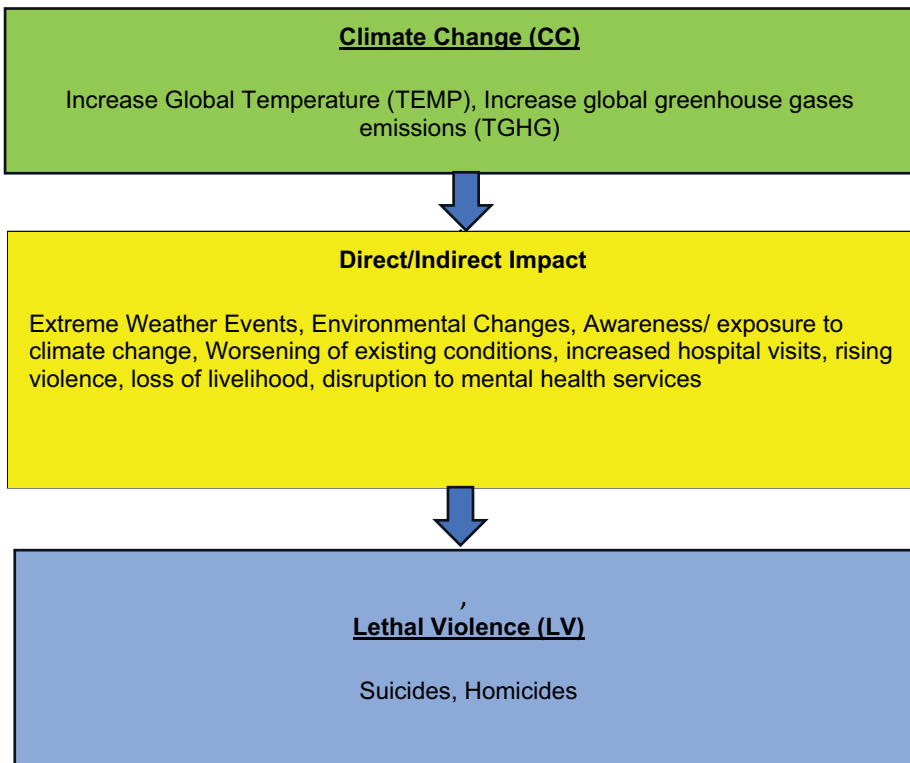 Climate Change (CC)
Increase Global Temperature (TEMP), Increase global greenhouse gases
emissions (TGHG)
Direct/Indirect Impact
Extreme Weather Events, Environmental Changes, Awareness/ exposure to
climate change, Worsening of existing conditions, increased hospital visits, rising
violence, loss of livelihood, disruption to mental health services
,
Lethal Violence (LV)
Suicides, Homicides